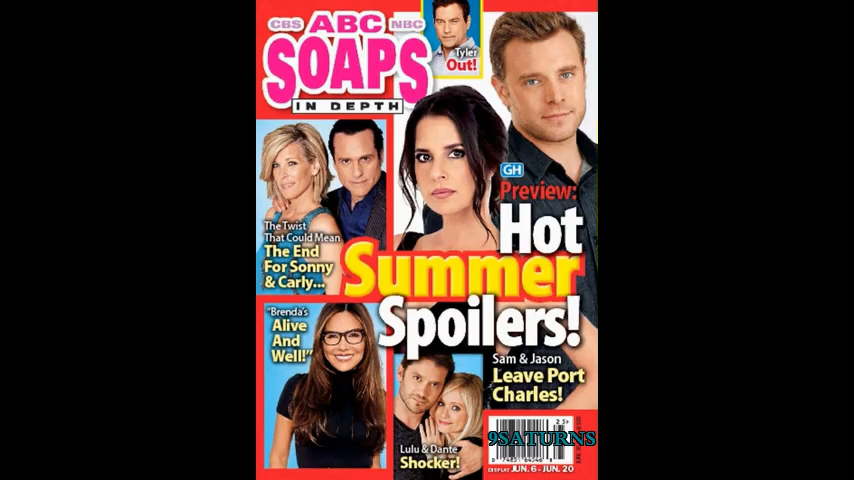 CBS ABC NBC
SOAPS
IN DEPTH
Tyler
Out!
GH
Preview:
Hot
Summer
Spoilers!
The Twist
That Could Mean
The End
For Sonny
& Carly...
"Brenda's
Alive
And
Well!"
Sam & Jason
Leave Port
Charles!
Lulu & Dante
Shocker!
9SATURNS
DISPLAY JUN. 6 - JUN. 20